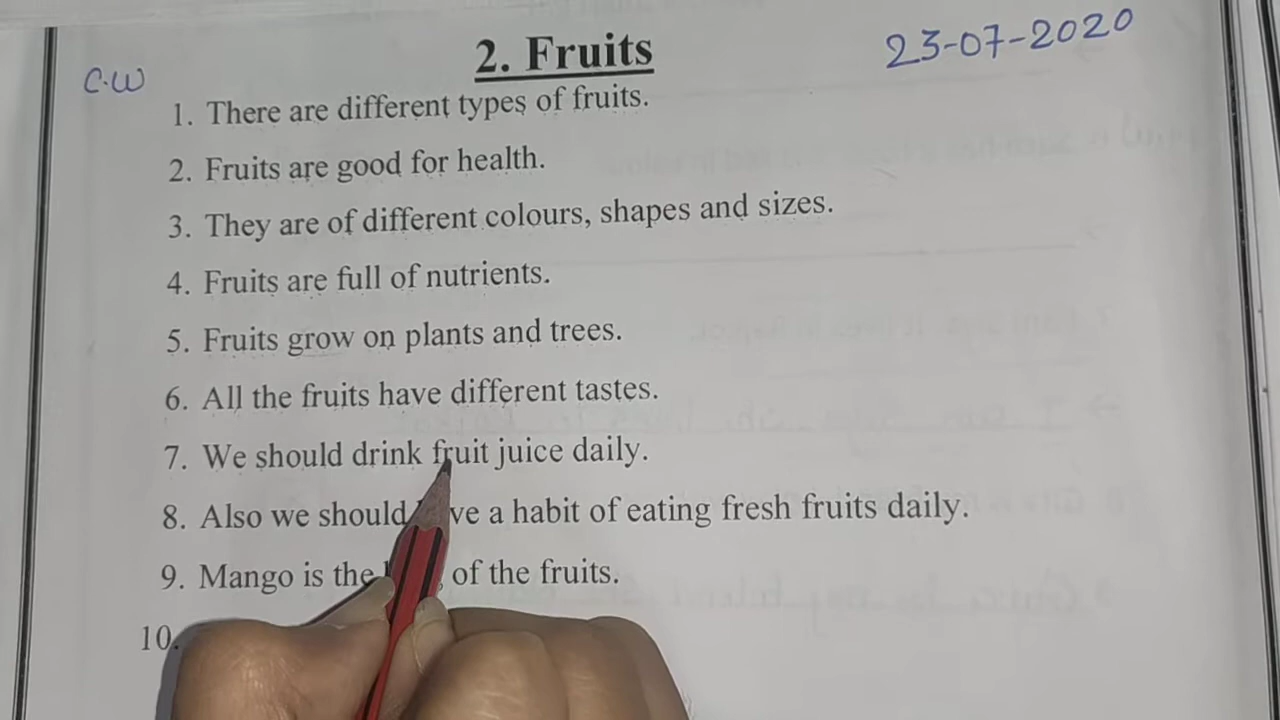 2. Fruits
23-07-2020
C.W
1. There are different types of fruits.
2. Fruits are good for health.
3. They are of different colours, shapes and sizes.
4. Fruits are full of nutrients.
5. Fruits grow on plants and trees.
6. All the fruits have different tastes.
7. We should drink fruit juice daily.
8. Also we should ve a habit of eating fresh fruits daily.
9. Mango is the of the fruits.
10.